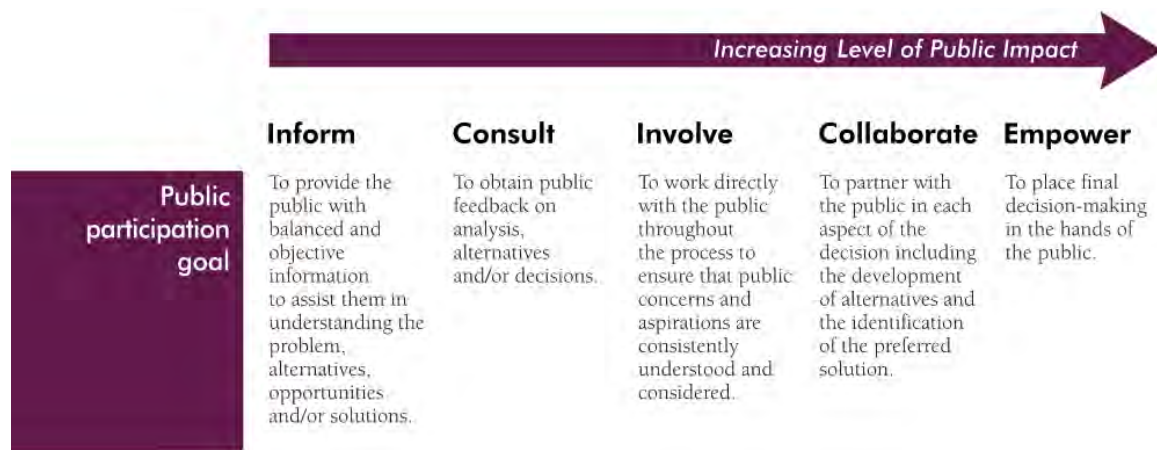 Increasing Level of Public Impact
Inform
Consult
Involve
Collaborate
Empower
Public
participation
goal
To provide the
public with
balanced and
objective
information
to assist them in
understanding the
problem,
alternatives,
opportunities
and/or solutions.
To obtain public
feedback on
analysis,
alternatives
and/or decisions.
To work directly
with the public
throughout
the process to
ensure that public
concerns and
aspirations are
consistently
understood and
considered.
To partner with
the public in each
aspect of the
decision including
the development
of alternatives and
the identification
of the preferred
solution.
To place final
decision-making
in the hands of
the public.